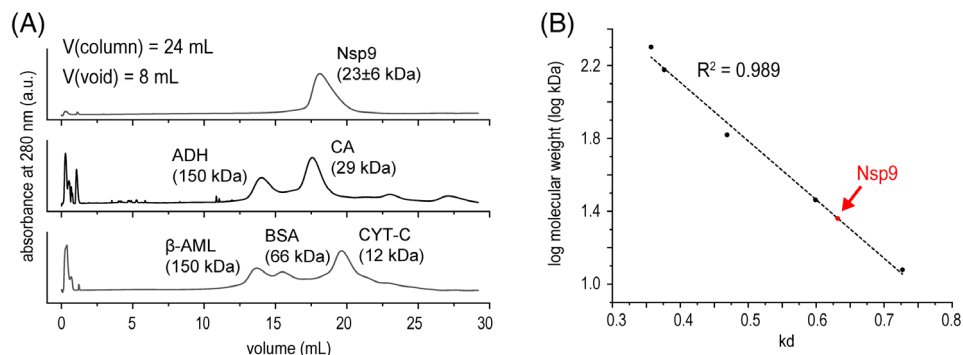 (A)
V(column) = 24 mL
V(void) = 8 mL
Nsp9
(23±6 kDa)
ADH
(150 kDa)
CA
(29 kDa)
β-AML
(150 kDa)
BSA
(66 kDa)
CYT-C
(12 kDa)
absorbance at 280 nm (a.u.)
0 5 10 15 20 25 30
volume (mL)
(B)
R² = 0.989
Nsp9
log molecular weight (log kDa)
2.2
1.8
1.4
1.0
0.3 0.4 0.5 0.6 0.7 0.8
kd